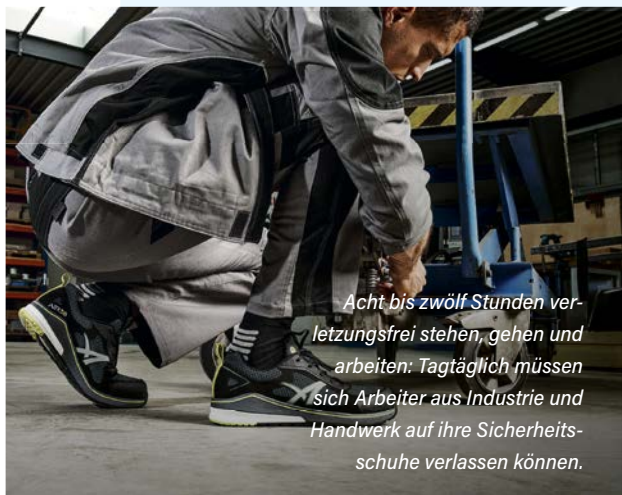 Acht bis zwölf Stunden ver-
letzungsfrei stehen, gehen und
arbeiten: Tagtäglich müssen
sich Arbeiter aus Industrie und
Handwerk auf ihre Sicherheits-
schuhe verlassen können.